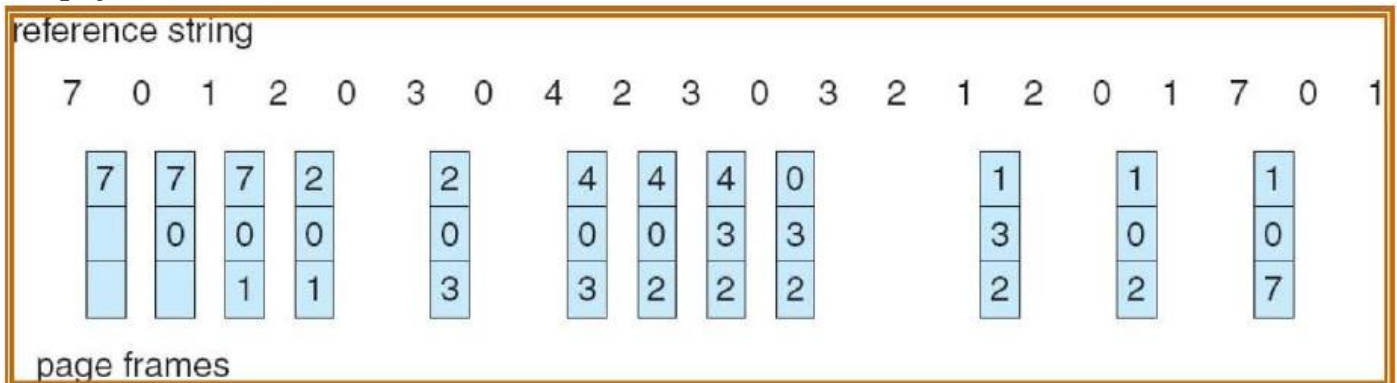 reference string
7 0 1 2 0 3 0 4 2 3 0 3 2 1 2 0 1 7 0 1
7 7 7 2 2 4 4 4 0 1 1 1
0 0 0 0 0 0 3 3 3 0 0
1 1 3 3 2 2 2 2 2 7
page frames